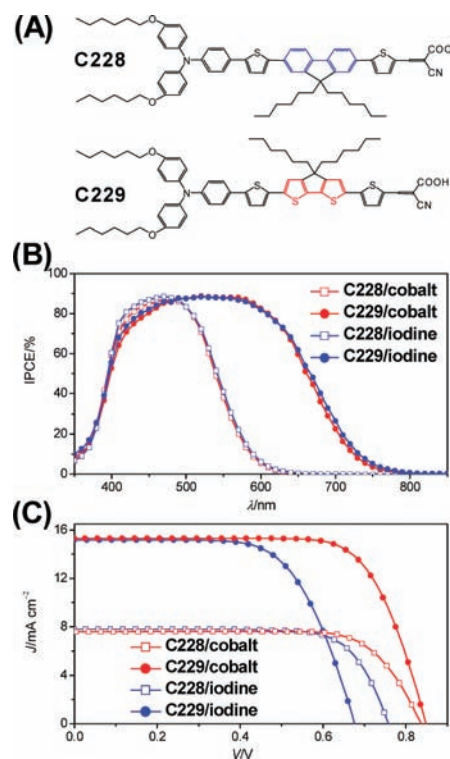 (A)
O
C228
N
S
S
COO
CN
O
O
C229
N
S
S
S
S
COOH
CN
O
(B)
100
80
60
40
20
0
IPCE/%
C228/cobalt
C229/cobalt
C228/iodine
C229/iodine
400 500 600 700 800
λ/nm
(C)
16
12
8
4
0
J/mA cm⁻²
C228/cobalt
C229/cobalt
C228/iodine
C229/iodine
0.0 0.2 0.4 0.6 0.8
V/V